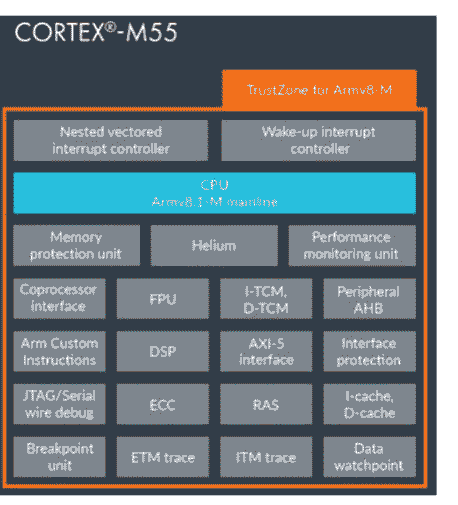 CORTEX®-M55
TrustZone for Armv8-M
Nested vectored
interrupt controller
Wake-up interrupt
controller
CPU
Armv8.1-M mainline
Memory
protection unit
Helium
Performance
monitoring unit
Coprocessor
interface
FPU
I-TCM,
D-TCM
Peripheral
AHB
Arm Custom
Instructions
DSP
AXI-5
interface
Interface
protection
JTAG/Serial
wire debug
ECC
RAS
I-cache,
D-cache
Breakpoint
unit
ETM trace
ITM trace
Data
watchpoint